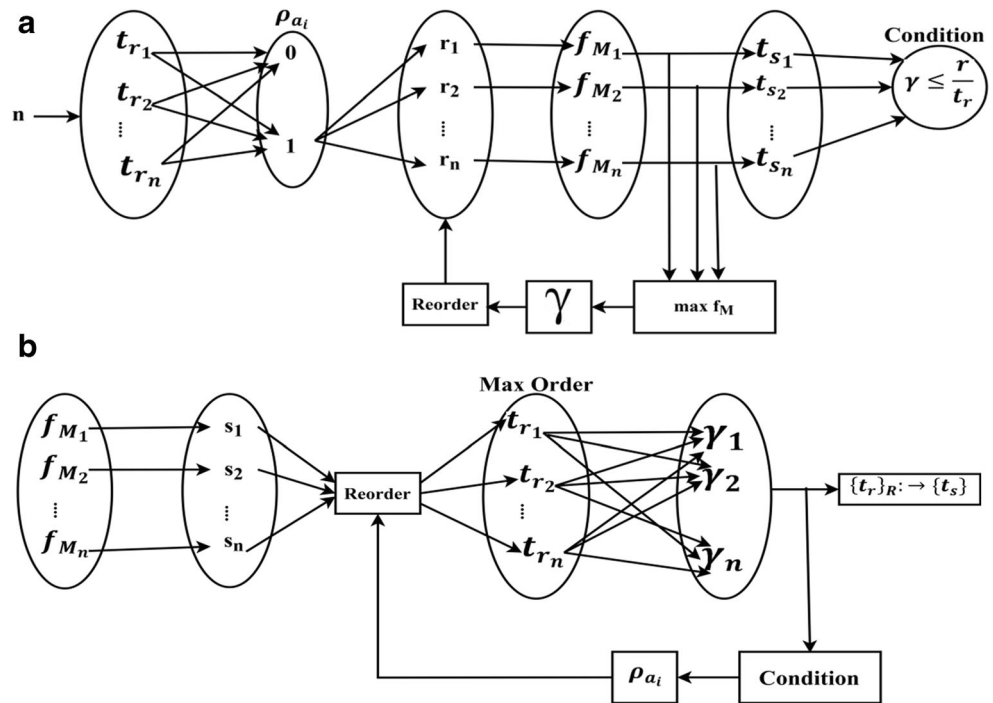 a
ρ_{a_i}
Condition
n
t_{r_1}
t_{r_2}
⋮
t_{r_n}
0
1
r_1
r_2
⋮
r_n
f_{M_1}
f_{M_2}
⋮
f_{M_n}
t_{s_1}
t_{s_2}
⋮
t_{s_n}
γ ≤ r/t_r
Reorder
γ
max f_M
b
Max Order
f_{M_1}
f_{M_2}
⋮
f_{M_n}
s_1
s_2
⋮
s_n
Reorder
t_{r_1}
t_{r_2}
⋮
t_{r_n}
γ_1
γ_2
γ_n
{t_r}_R: → {t_s}
ρ_{a_i}
Condition